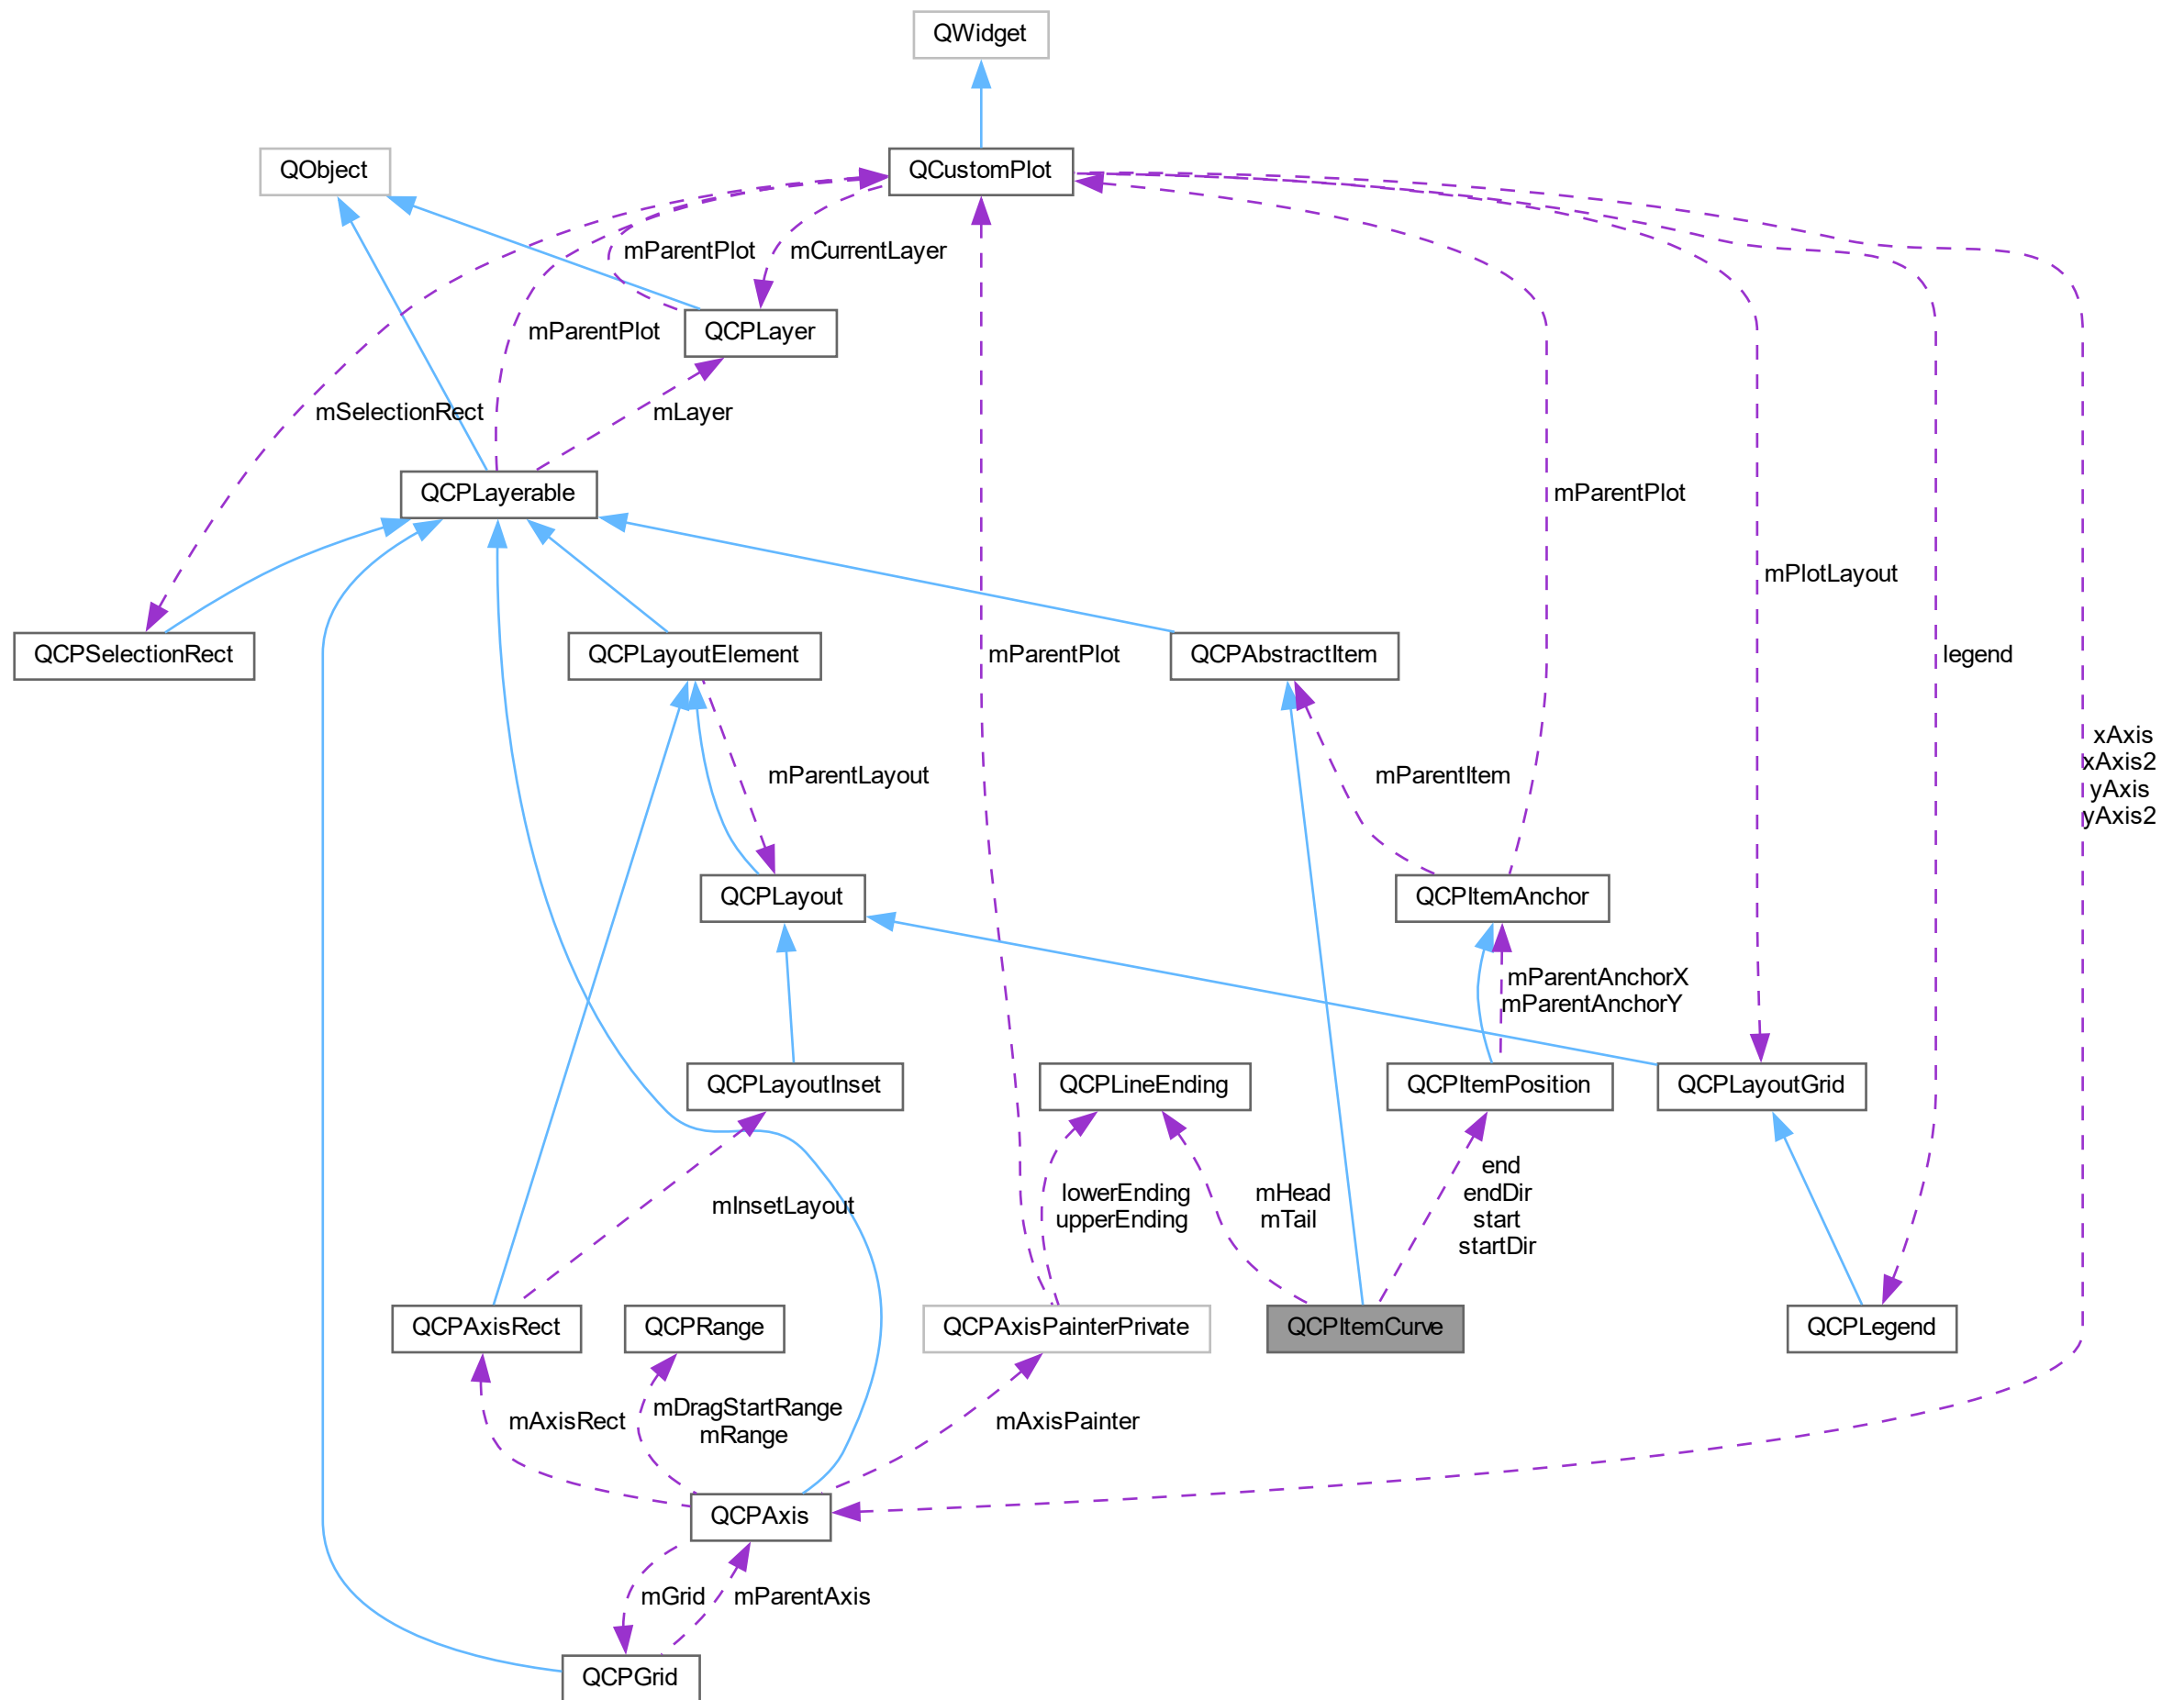 QWidget
QObject
QCustomPlot
mParentPlot
mCurrentLayer
mParentPlot
QCPLayer
mSelectionRect
mLayer
QCPLayerable
mParentPlot
mPlotLayout
QCPSelectionRect
QCPLayoutElement
mParentPlot
QCPAbstractItem
legend
xAxis
xAxis2
yAxis
yAxis2
mParentLayout
mParentItem
QCPLayout
QCPItemAnchor
mParentAnchorX
mParentAnchorY
QCPLayoutInset
QCPLineEnding
QCPItemPosition
QCPLayoutGrid
mInsetLayout
lowerEnding
upperEnding
mHead
mTail
end
endDir
start
startDir
QCPAxisRect
QCPRange
QCPAxisPainterPrivate
QCPItemCurve
QCPLegend
mAxisRect
mDragStartRange
mRange
mAxisPainter
QCPAxis
mGrid
mParentAxis
QCPGrid